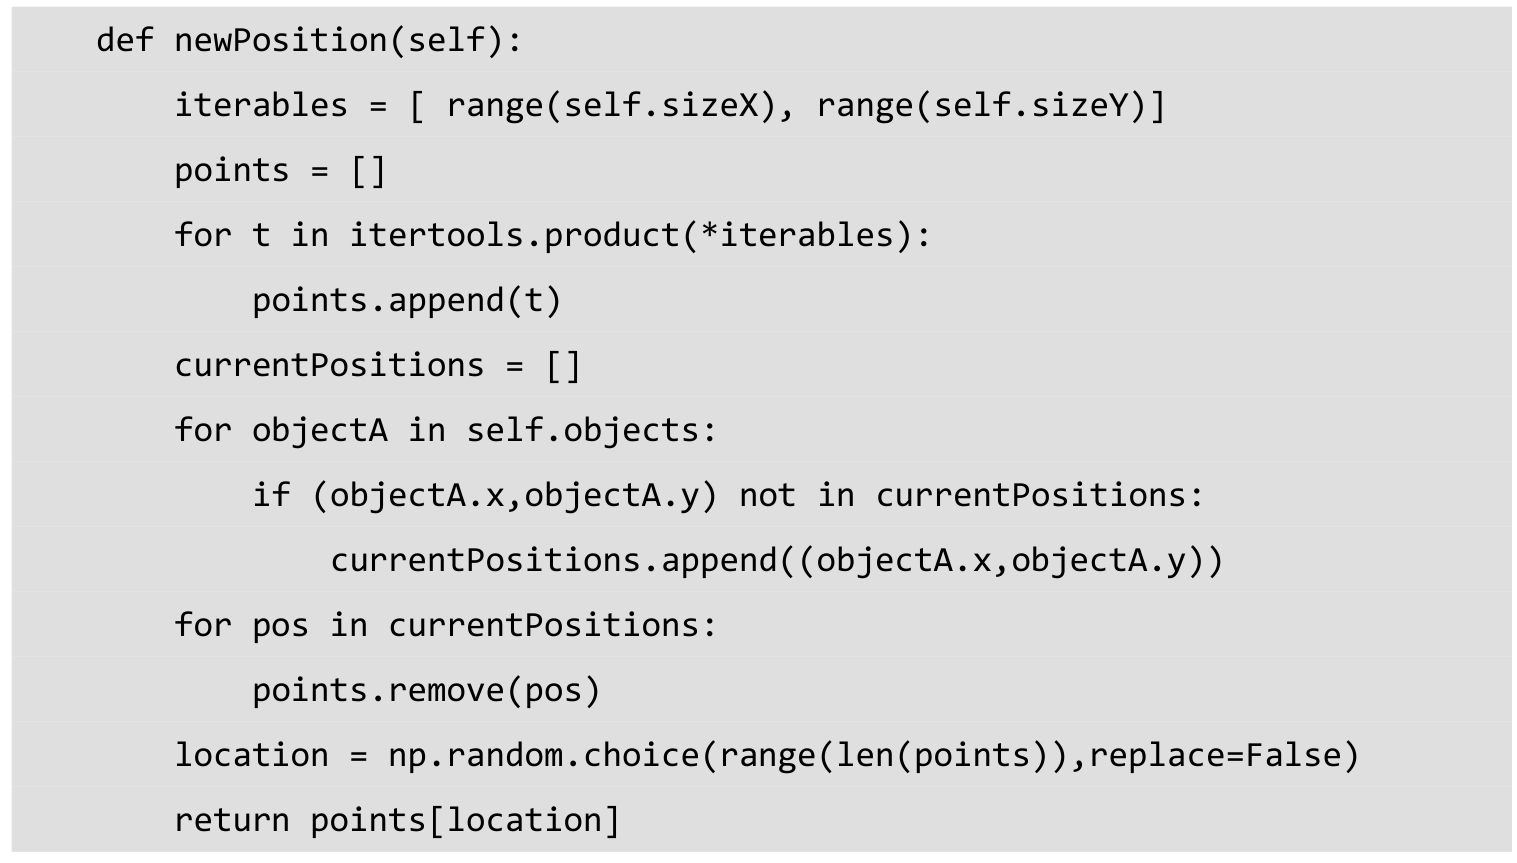 def newPosition(self):
    iterables = [ range(self.sizeX), range(self.sizeY)]
    points = []
    for t in itertools.product(*iterables):
        points.append(t)
    currentPositions = []
    for objectA in self.objects:
        if (objectA.x,objectA.y) not in currentPositions:
            currentPositions.append((objectA.x,objectA.y))
    for pos in currentPositions:
        points.remove(pos)
    location = np.random.choice(range(len(points)),replace=False)
    return points[location]